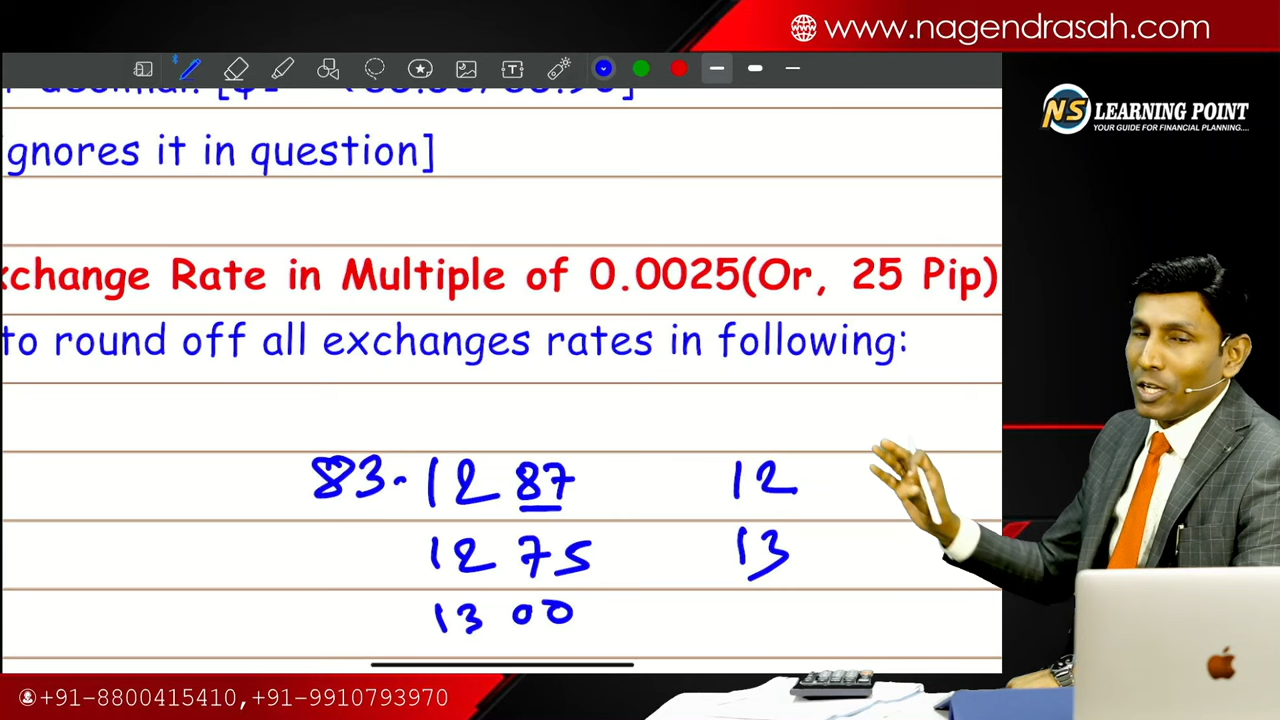 www.nagendrasah.com
NS LEARNING POINT
YOUR GUIDE FOR FINANCIAL PLANNING....
gnores it in question]
xchange Rate in Multiple of 0.0025(Or, 25 Pip)
to round off all exchanges rates in following:
83.1287 12
1275 13
1300
+91-8800415410,+91-9910793970